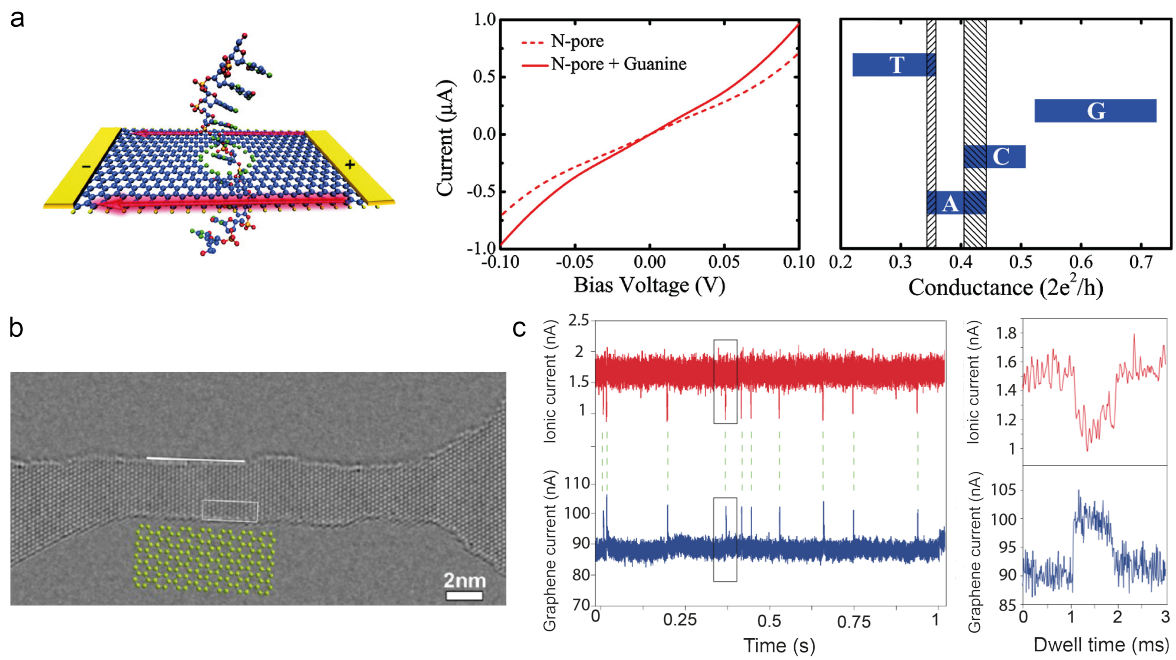 a
–
+
N-pore
N-pore + Guanine
Current (µA)
1.0
0.5
0.0
-0.5
-1.0
-0.10
-0.05
0.00
0.05
0.10
Bias Voltage (V)
T
G
C
A
0.2
0.3
0.4
0.5
0.6
0.7
Conductance (2e²/h)
b
2nm
c
Ionic current (nA)
2.5
2
1.5
1
Graphene current (nA)
110
100
90
80
70
0
0.25
0.5
0.75
1
Time (s)
Ionic current (nA)
1.8
1.6
1.4
1.2
1
Graphene current (nA)
105
100
95
90
85
0
1
2
3
Dwell time (ms)